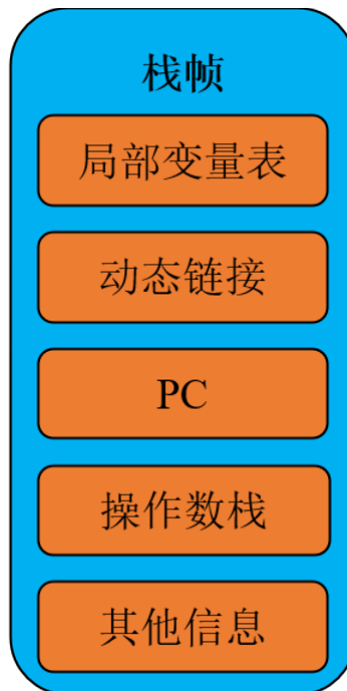 栈帧
局部变量表
动态链接
PC
操作数栈
其他信息